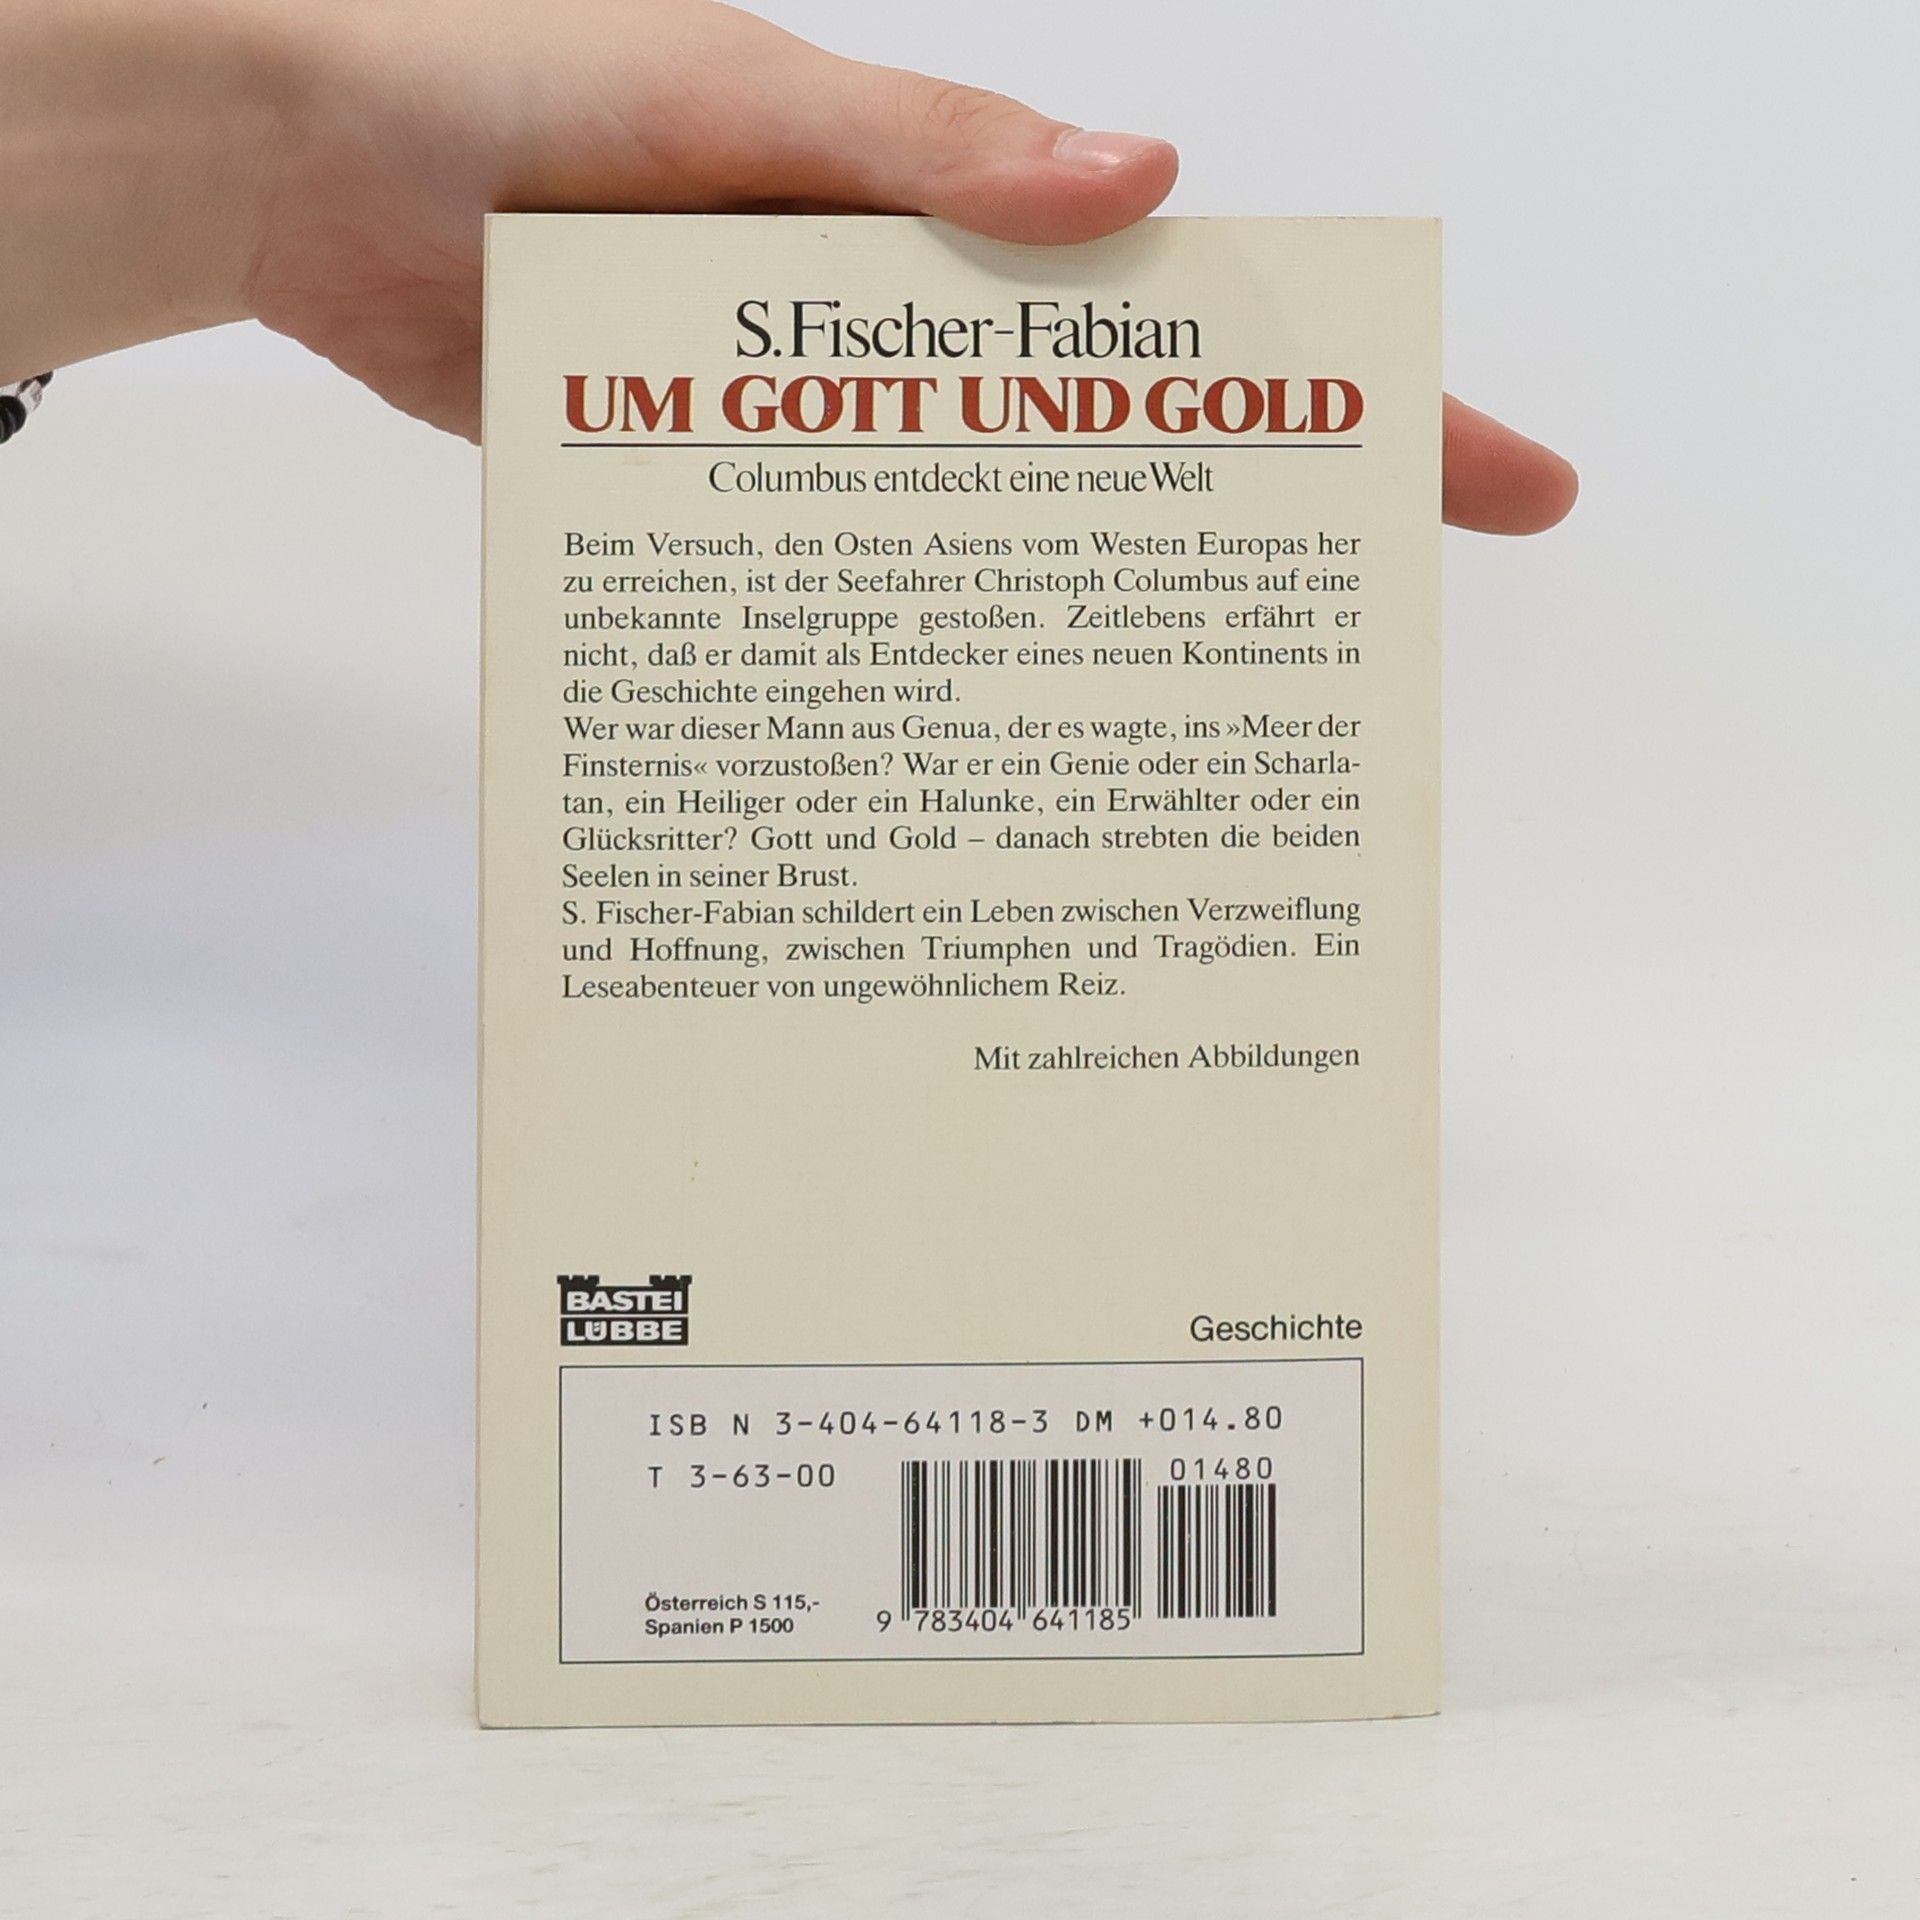 S. Fischer-Fabian
UM GOTT UND GOLD
Columbus entdeckt eine neue Welt
Beim Versuch, den Osten Asiens vom Westen Europas her
zu erreichen, ist der Seefahrer Christoph Columbus auf eine
unbekannte Inselgruppe gestoßen. Zeitlebens erfährt er
nicht, daß er damit als Entdecker eines neuen Kontinents in
die Geschichte eingehen wird.
Wer war dieser Mann aus Genua, der es wagte, ins »Meer der
Finsternis« vorzustoßen? War er ein Genie oder ein Scharla-
tan, ein Heiliger oder ein Halunke, ein Erwählter oder ein
Glücksritter? Gott und Gold – danach strebten die beiden
Seelen in seiner Brust.
S. Fischer-Fabian schildert ein Leben zwischen Verzweiflung
und Hoffnung, zwischen Triumphen und Tragödien. Ein
Leseabenteuer von ungewöhnlichem Reiz.
Mit zahlreichen Abbildungen
BASTEI
LÜBBE
Geschichte
ISB N 3-404-64118-3 DM +014.80
T 3-63-00
01480
Österreich S 115,-
Spanien P 1500
9 783404 641185